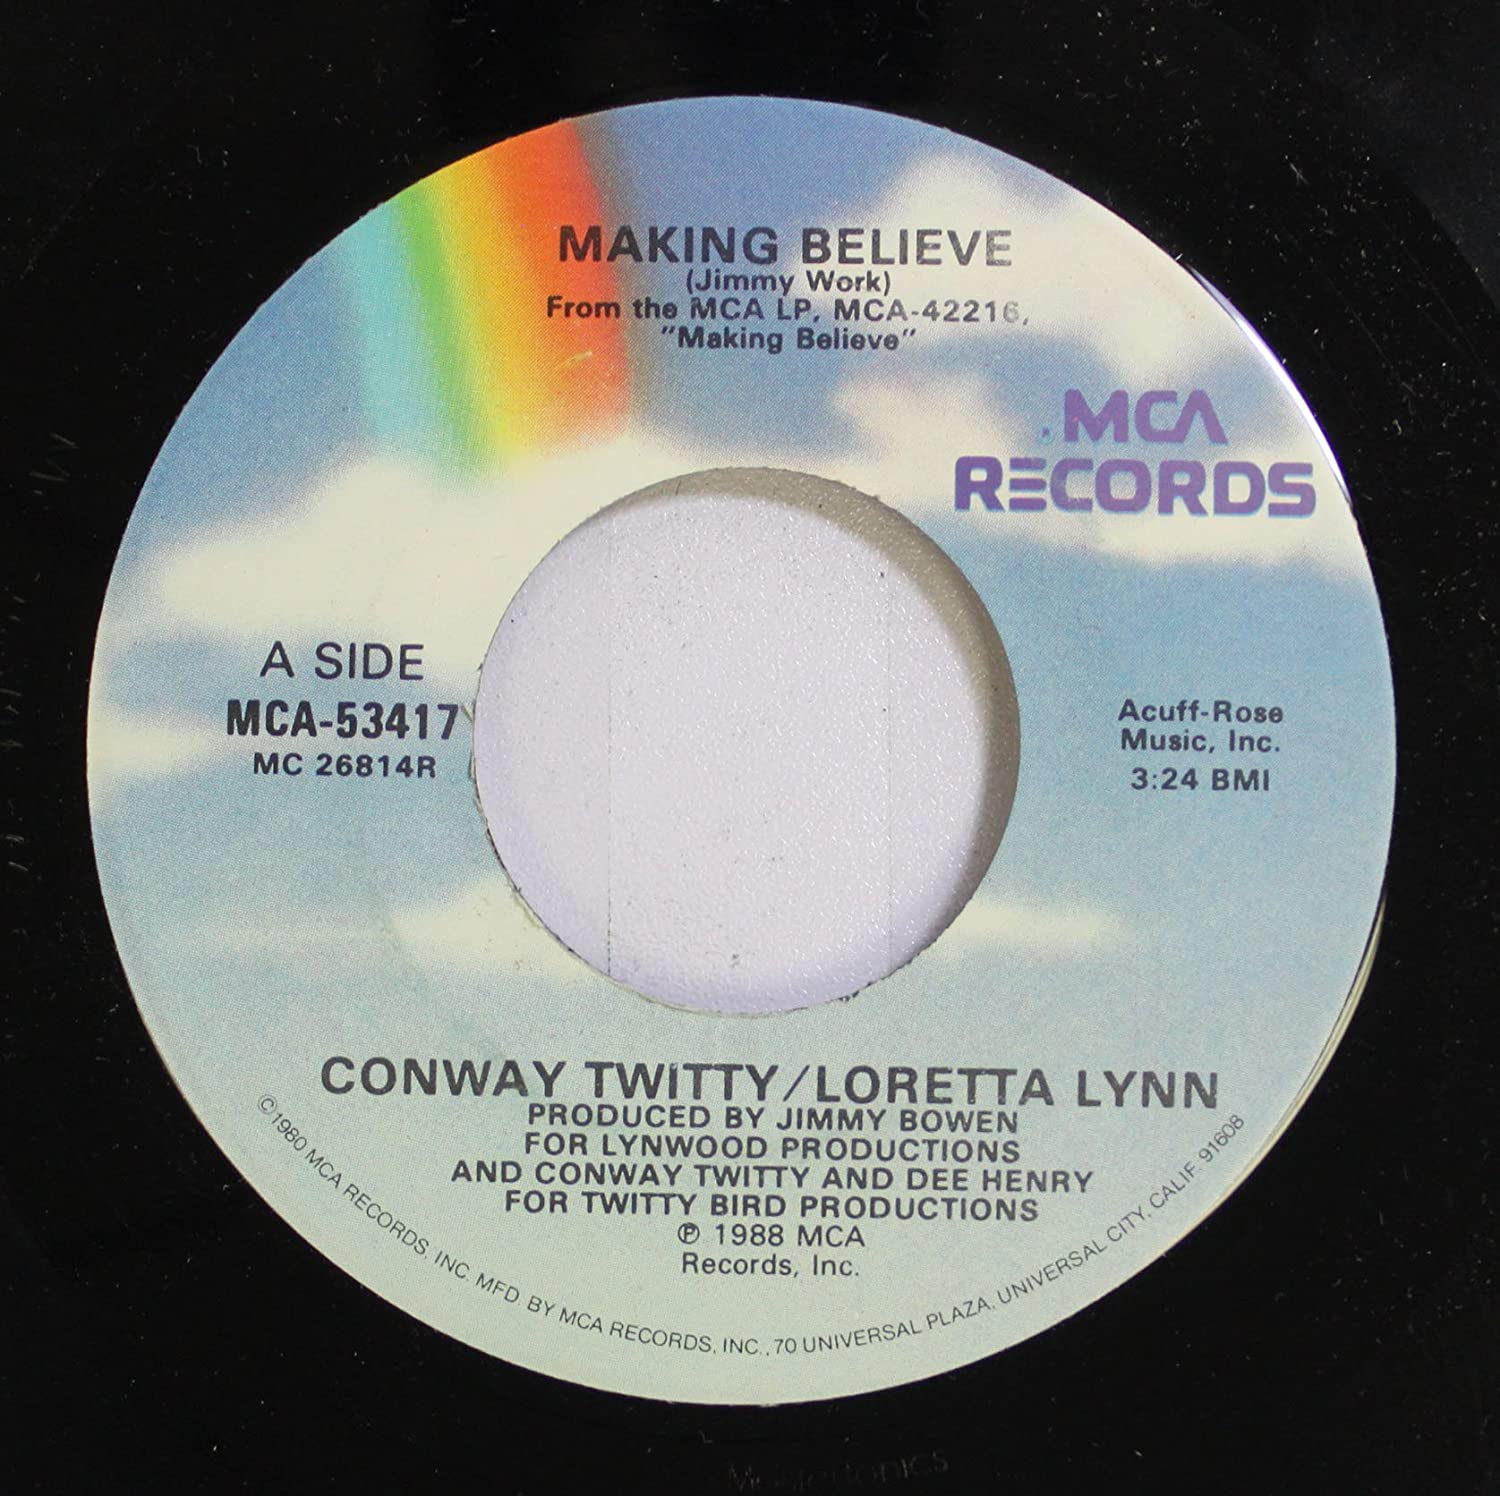 MAKING BELIEVE
(Jimmy Work)
From the MCA LP, MCA-42216,
"Making Believe"
MCA
RECORDS
A SIDE
MCA-53417
MC 26814R
Acuff-Rose
Music, Inc.
3:24 BMI
CONWAY TWITTY/LORETTA LYNN
PRODUCED BY JIMMY BOWEN
FOR LYNWOOD PRODUCTIONS
AND CONWAY TWITTY AND DEE HENRY
FOR TWITTY BIRD PRODUCTIONS
℗ 1988 MCA
Records, Inc.
©1980 MCA RECORDS, INC. MFD. BY MCA RECORDS, INC., 70 UNIVERSAL PLAZA, UNIVERSAL CITY, CALIF. 91608